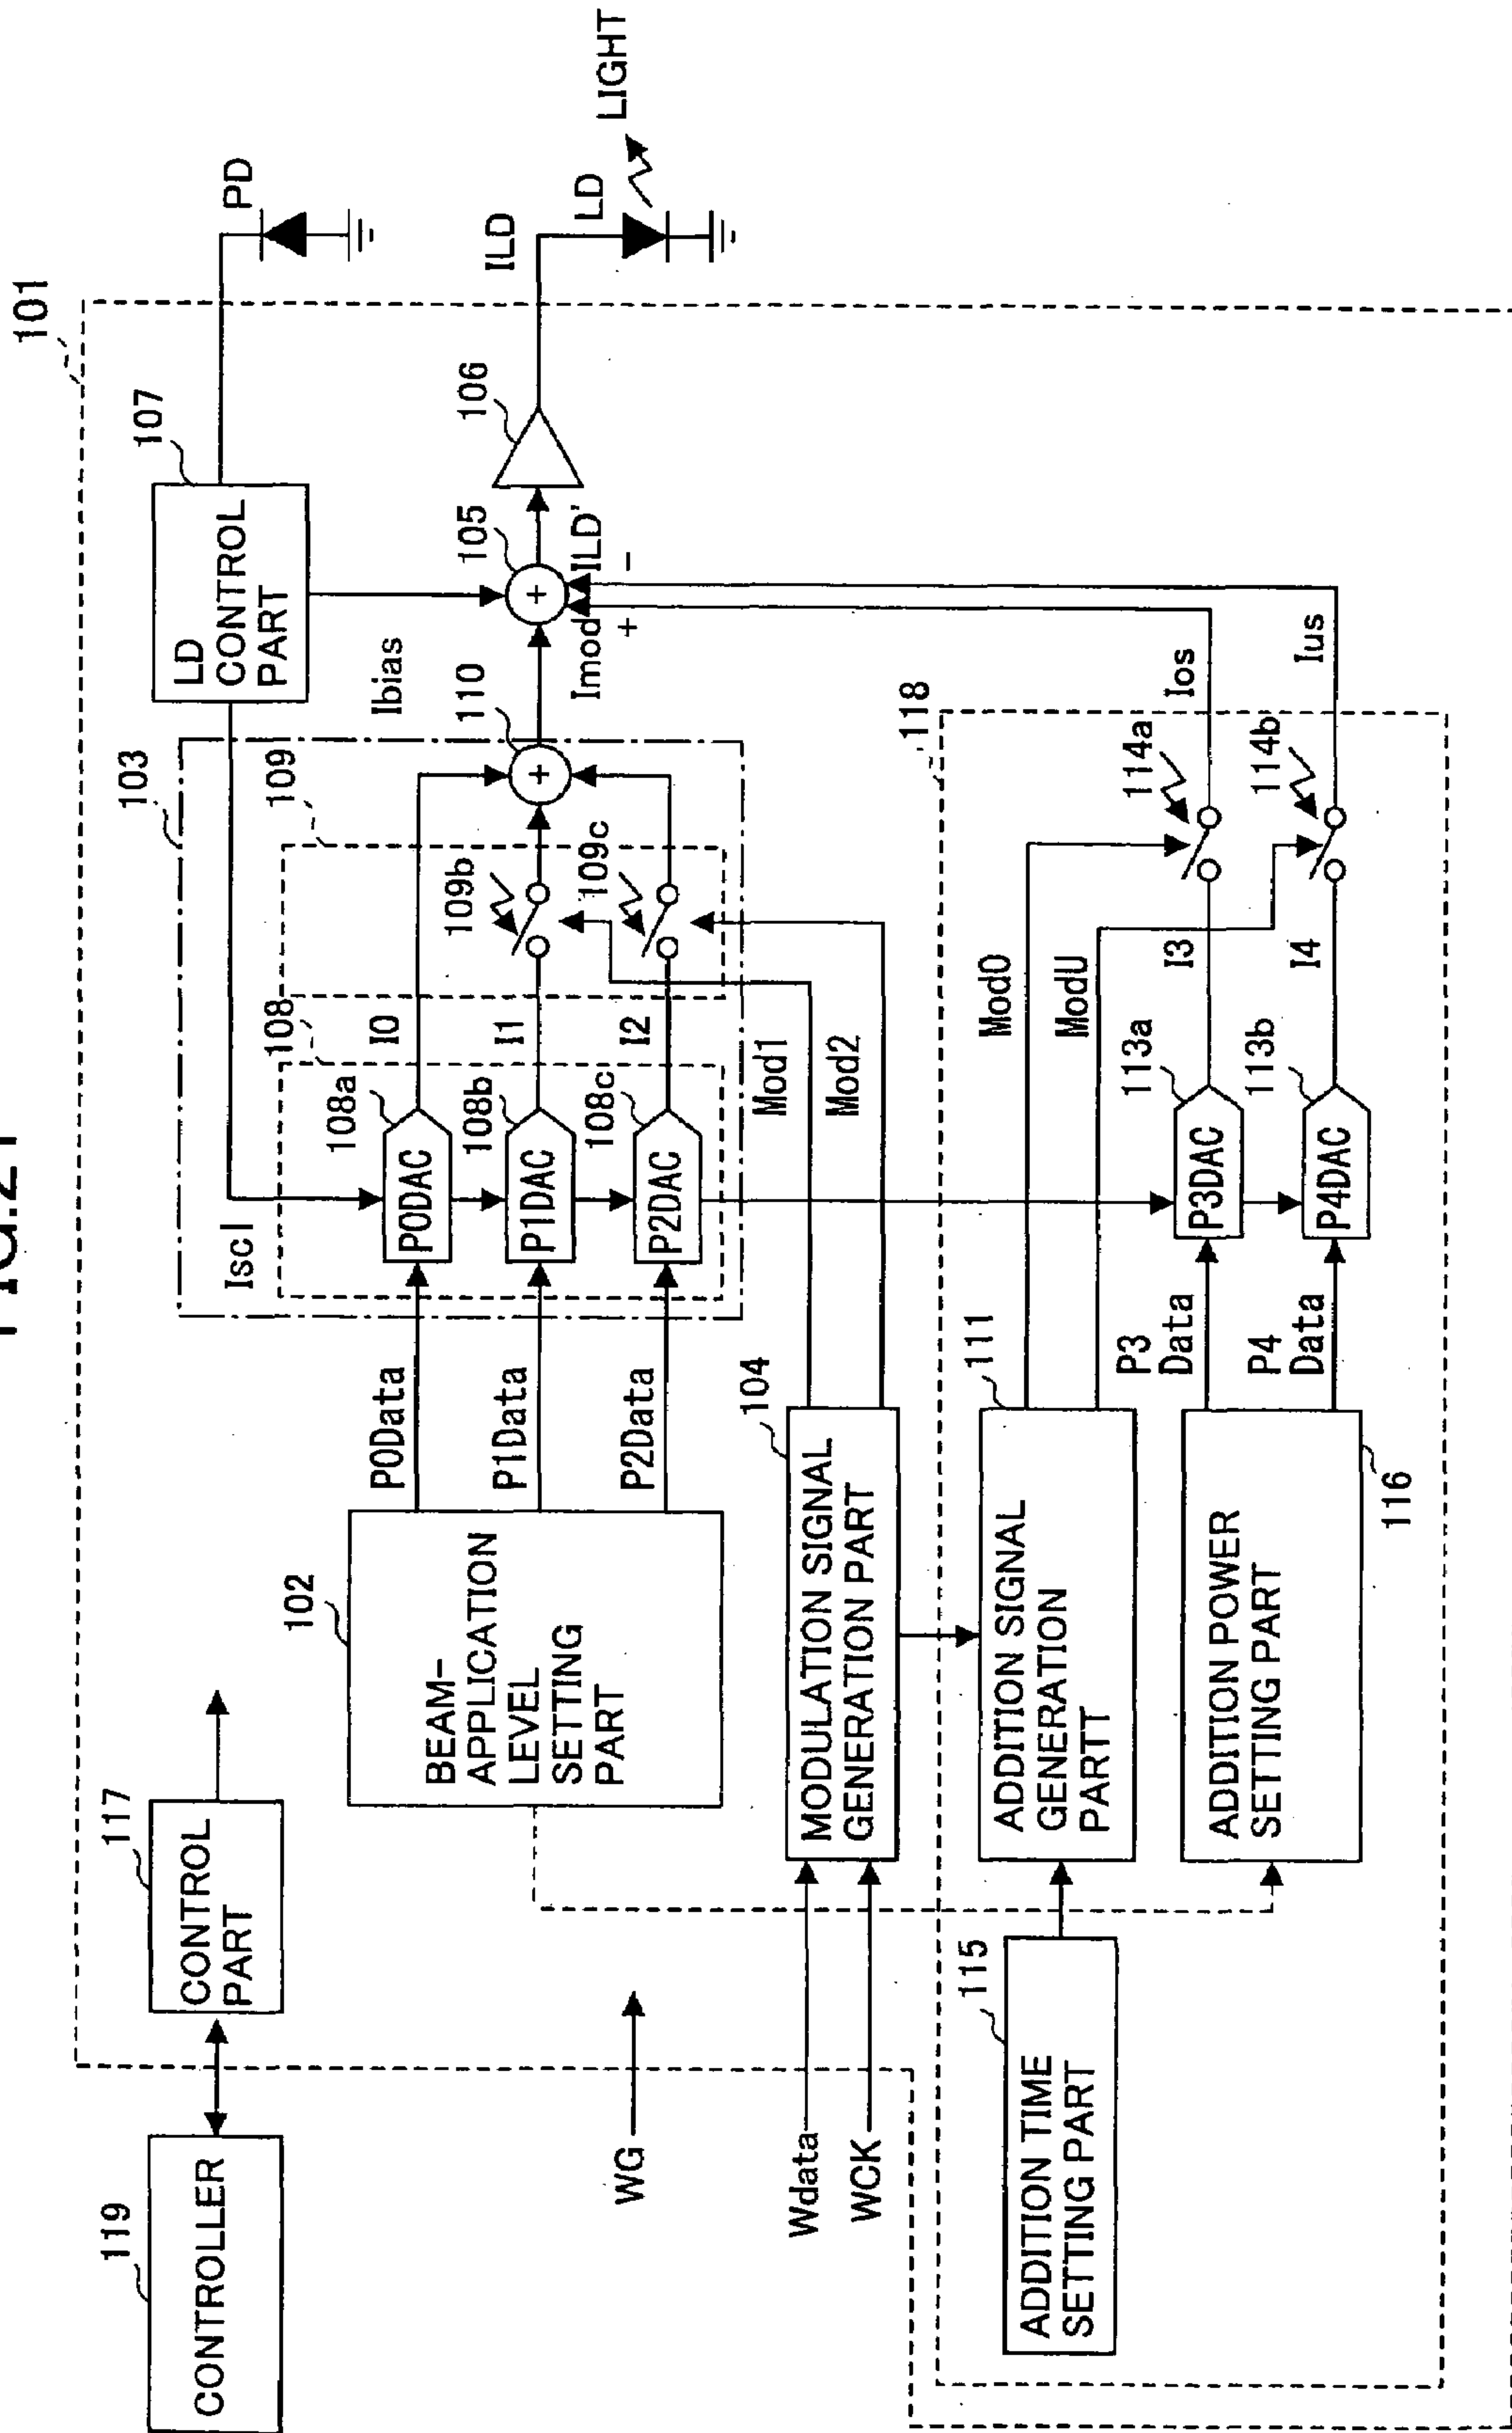 101
119
CONTROLLER
117
CONTROL
PART
107
LD
CONTROL
PART
PD
103
Iscl
Ibias
109
108
102
BEAM-
APPLICATION
LEVEL
SETTING
PART
P0Data
P1Data
P2Data
108a
P0DAC
108b
P1DAC
108c
P2DAC
I0
I1
I2
109b
109c
110
+
Imod
105
+
ILD'
+
-
106
ILD
LD
LIGHT
WG
Wdata
WCK
104
MODULATION SIGNAL
GENERATION PART
Mod1
Mod2
118
115
ADDITION TIME
SETTING PART
111
ADDITION SIGNAL
GENERATION
PARTT
ModO
ModU
116
ADDITION POWER
SETTING PART
P3
Data
P4
Data
113a
P3DAC
113b
P4DAC
I3
I4
114a
114b
Ios
Ius